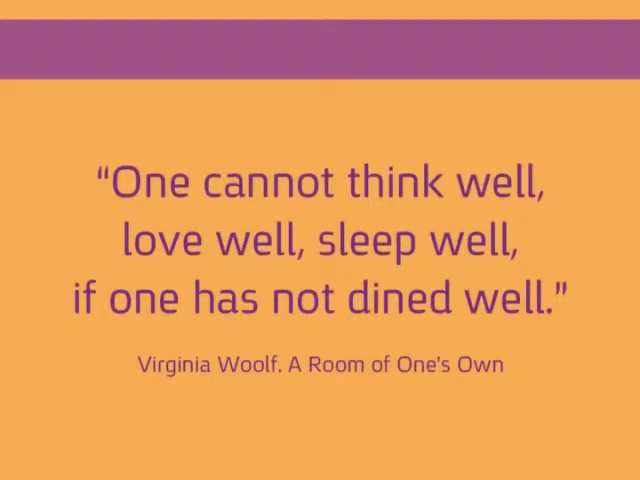 “One cannot think well,
love well, sleep well,
if one has not dined well.”
Virginia Woolf. A Room of One's Own